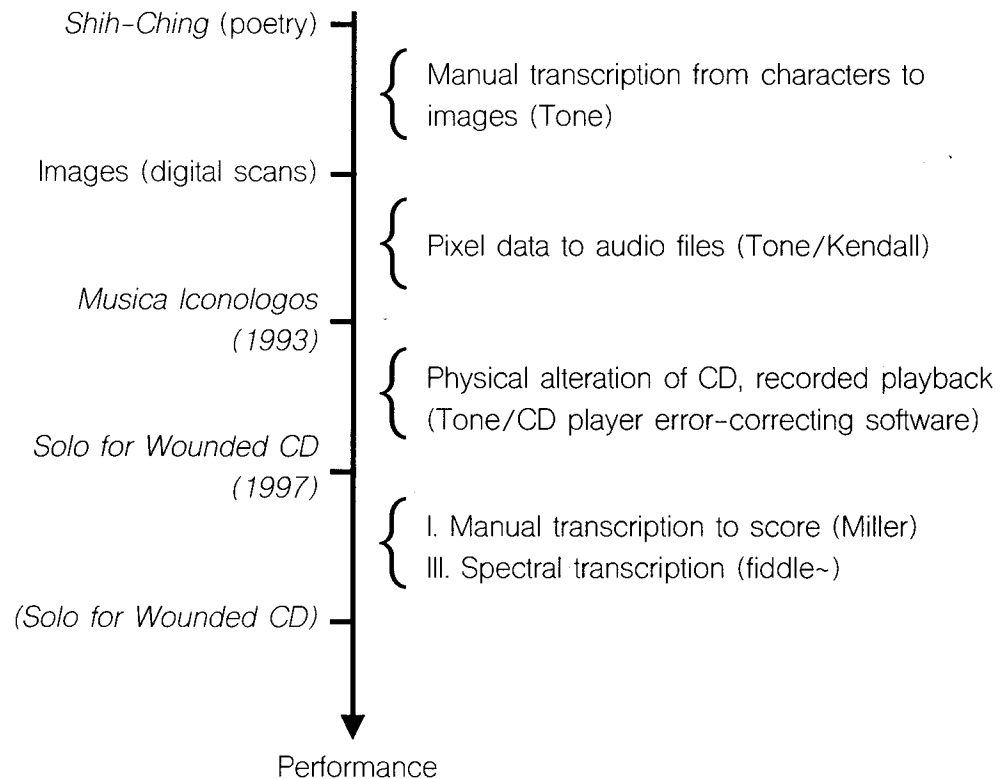 Shih-Ching (poetry)
Manual transcription from characters to
images (Tone)
Images (digital scans)
Pixel data to audio files (Tone/Kendall)
Musica Iconologos
(1993)
Physical alteration of CD, recorded playback
(Tone/CD player error-correcting software)
Solo for Wounded CD
(1997)
I. Manual transcription to score (Miller)
III. Spectral transcription (fiddle~)
(Solo for Wounded CD)
Performance